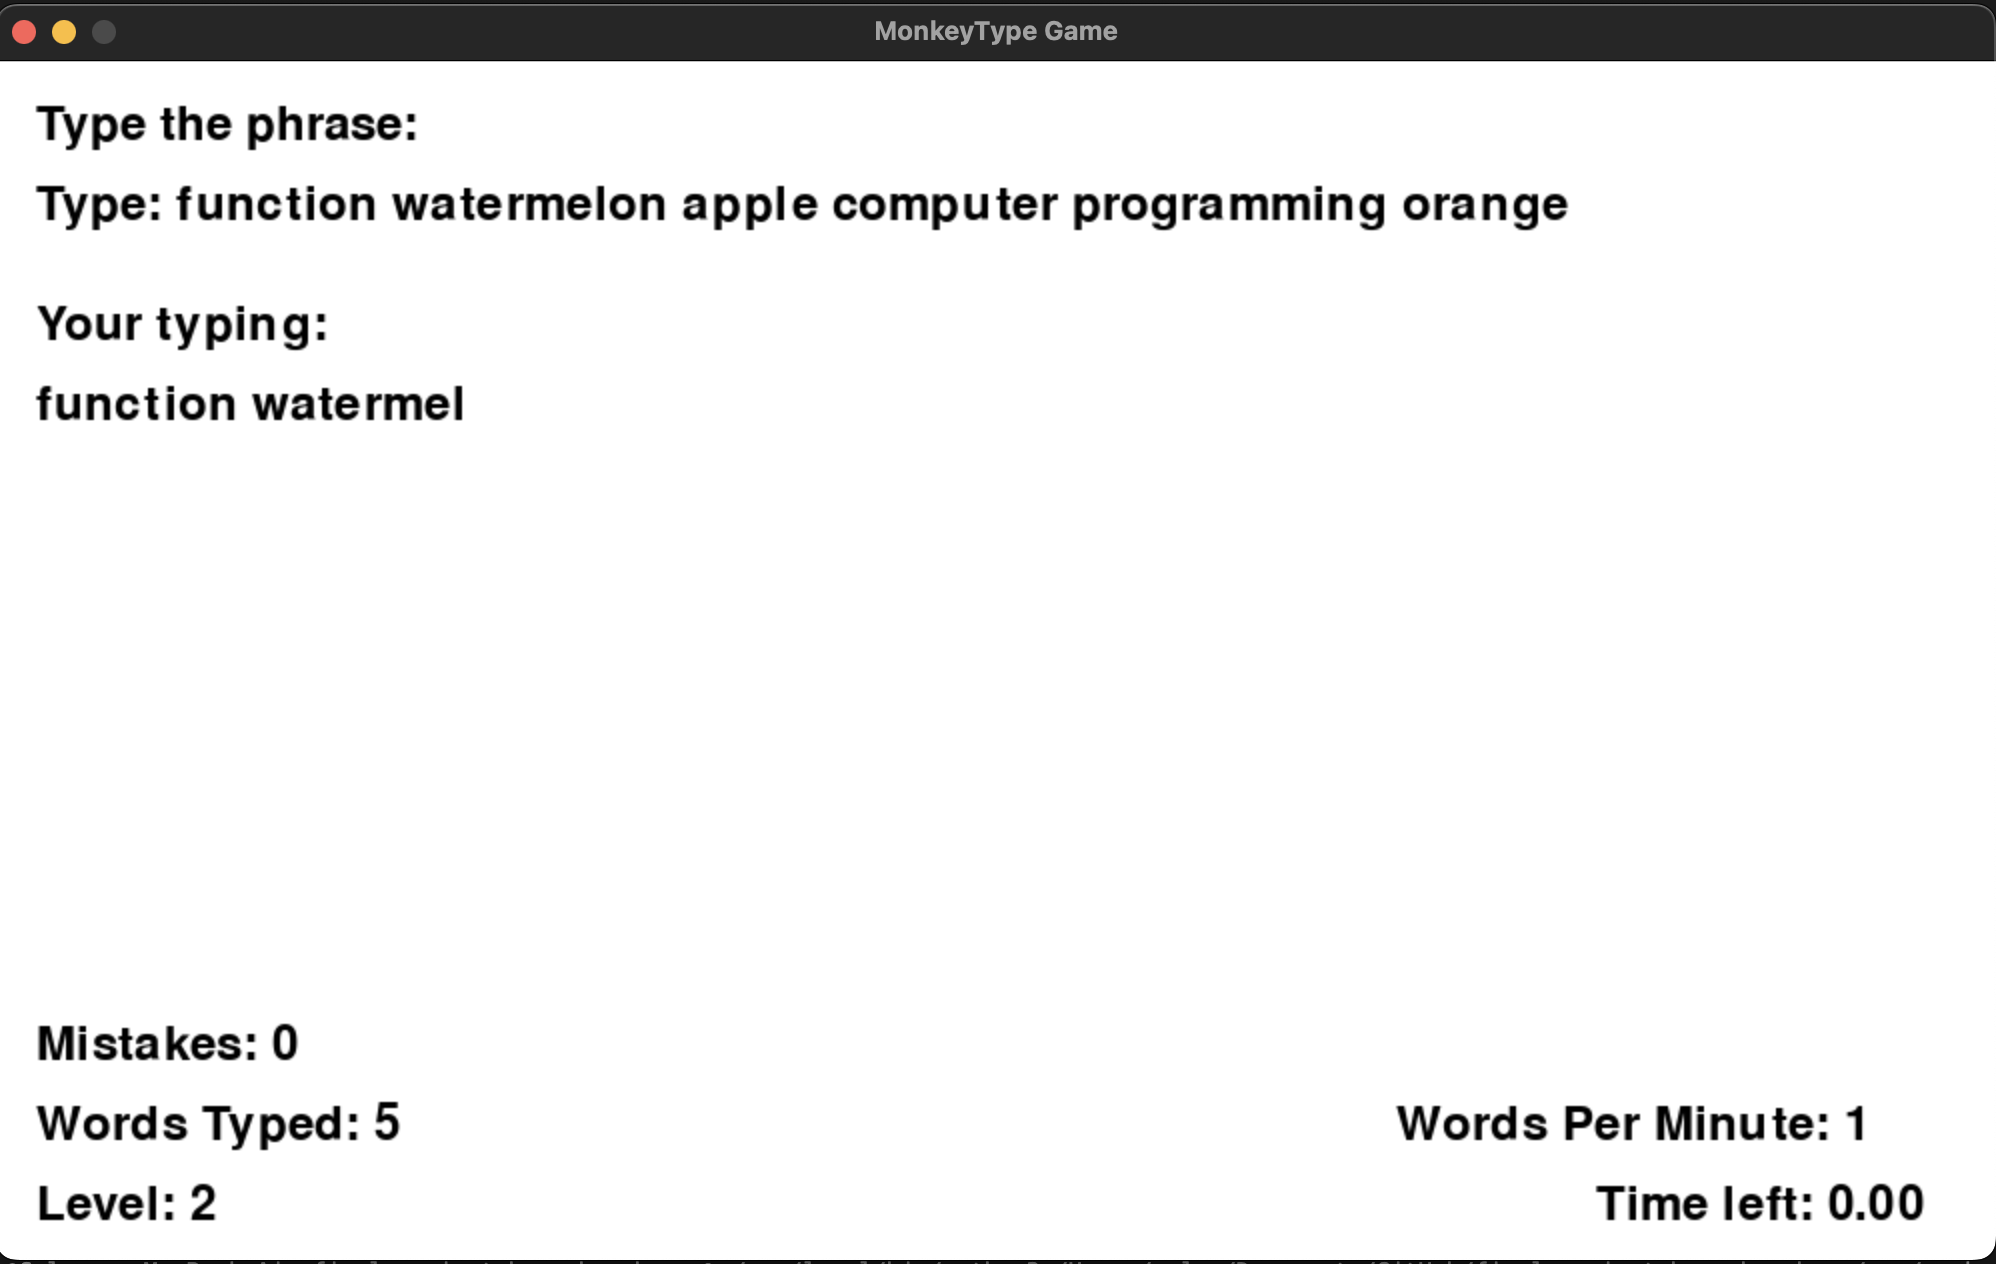 MonkeyType Game
Type the phrase:
Type: function watermelon apple computer programming orange
Your typing:
function watermel
Mistakes: 0
Words Typed: 5
Words Per Minute: 1
Level: 2
Time left: 0.00